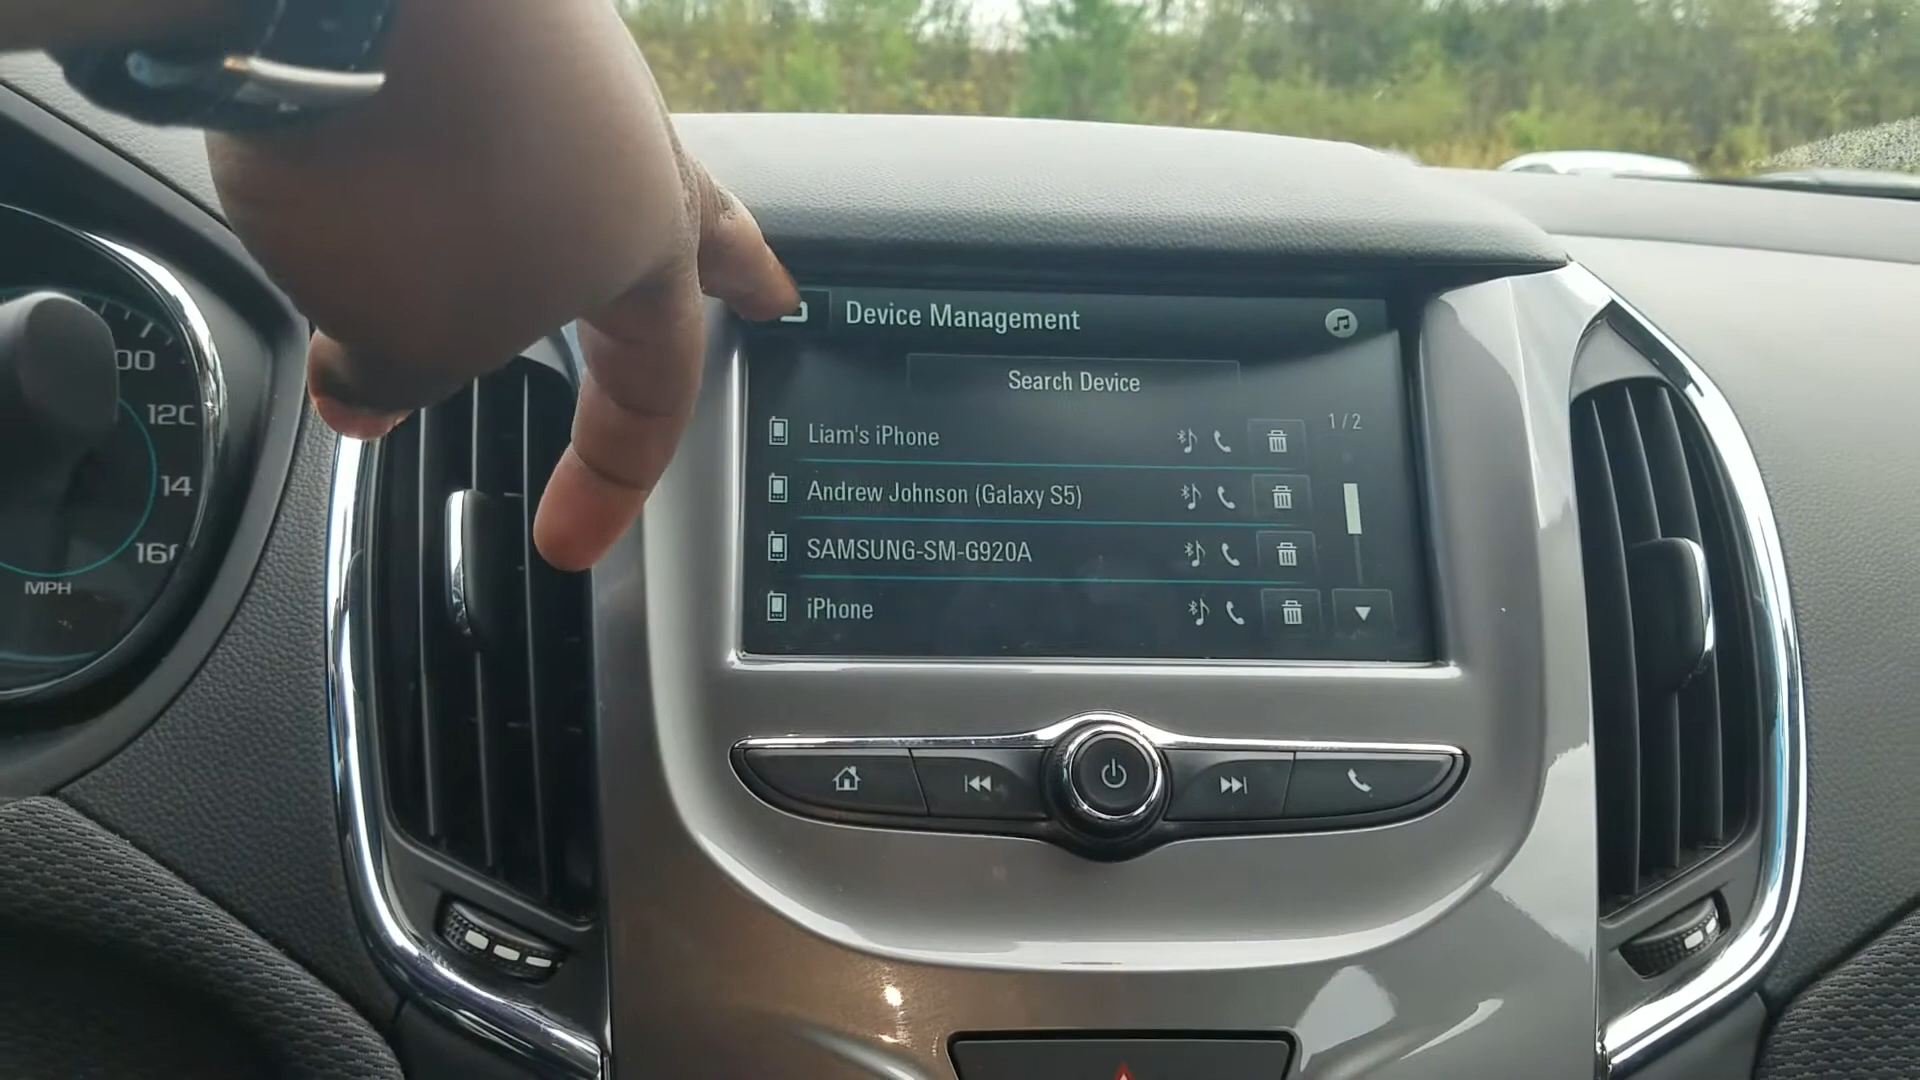 Device Management
Search Device
1 / 2
Liam's iPhone
Andrew Johnson (Galaxy S5)
SAMSUNG-SM-G920A
iPhone
120
14
160
MPH